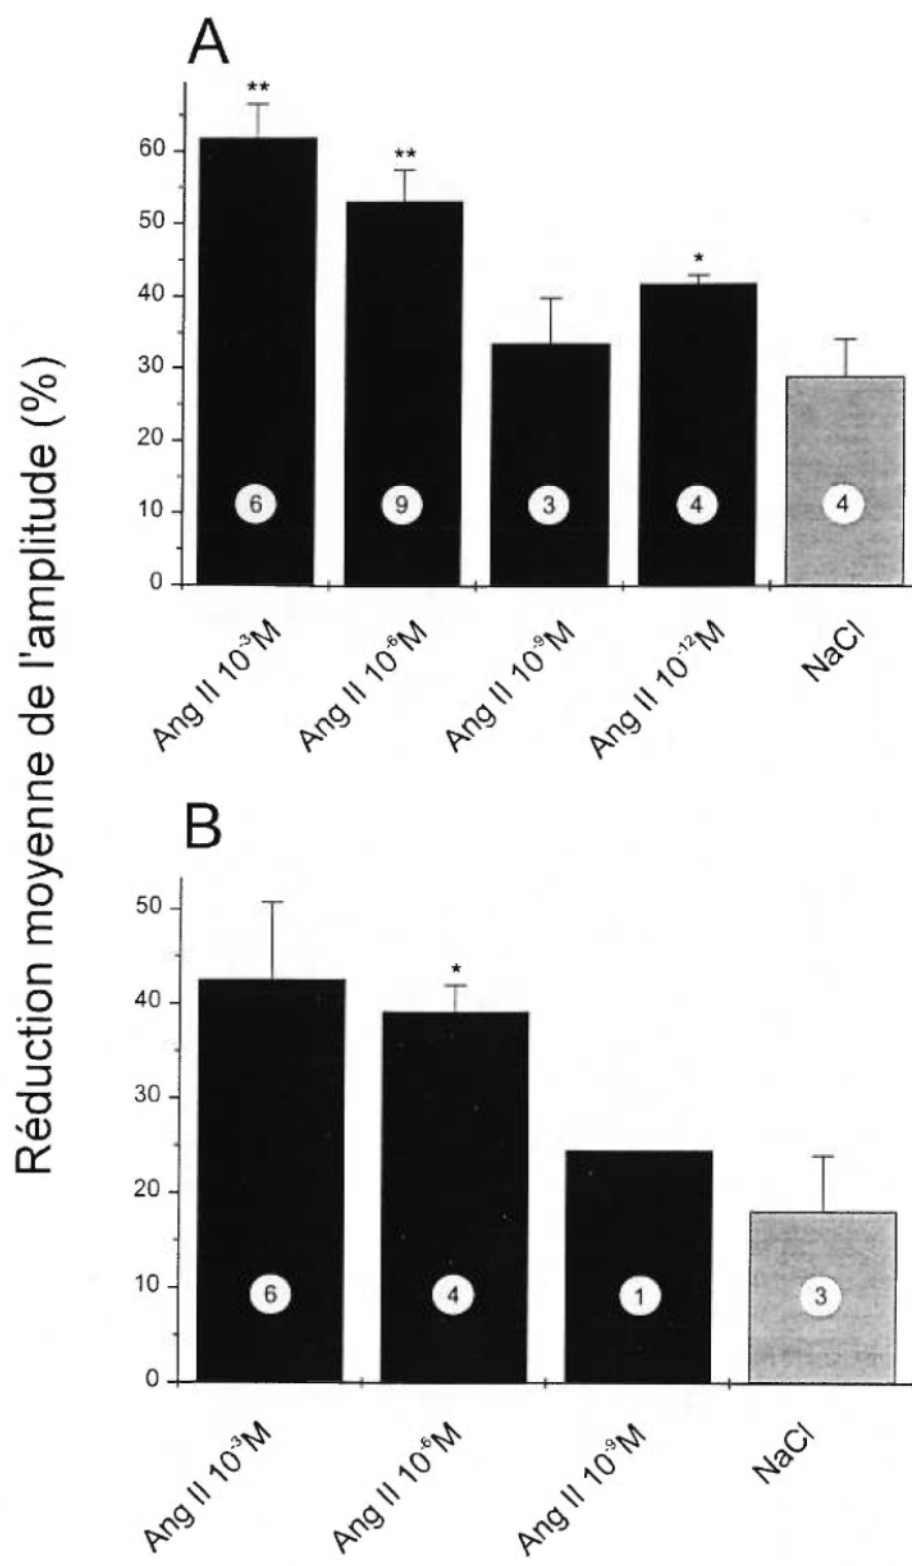 Réduction moyenne de l'amplitude (%)
A
60
50
40
30
20
10
0
**
**
*
6
9
3
4
4
Ang II 10⁻³M
Ang II 10⁻⁶M
Ang II 10⁻⁹M
Ang II 10⁻¹²M
NaCl
B
50
40
30
20
10
0
*
6
4
1
3
Ang II 10⁻³M
Ang II 10⁻⁶M
Ang II 10⁻⁹M
NaCl